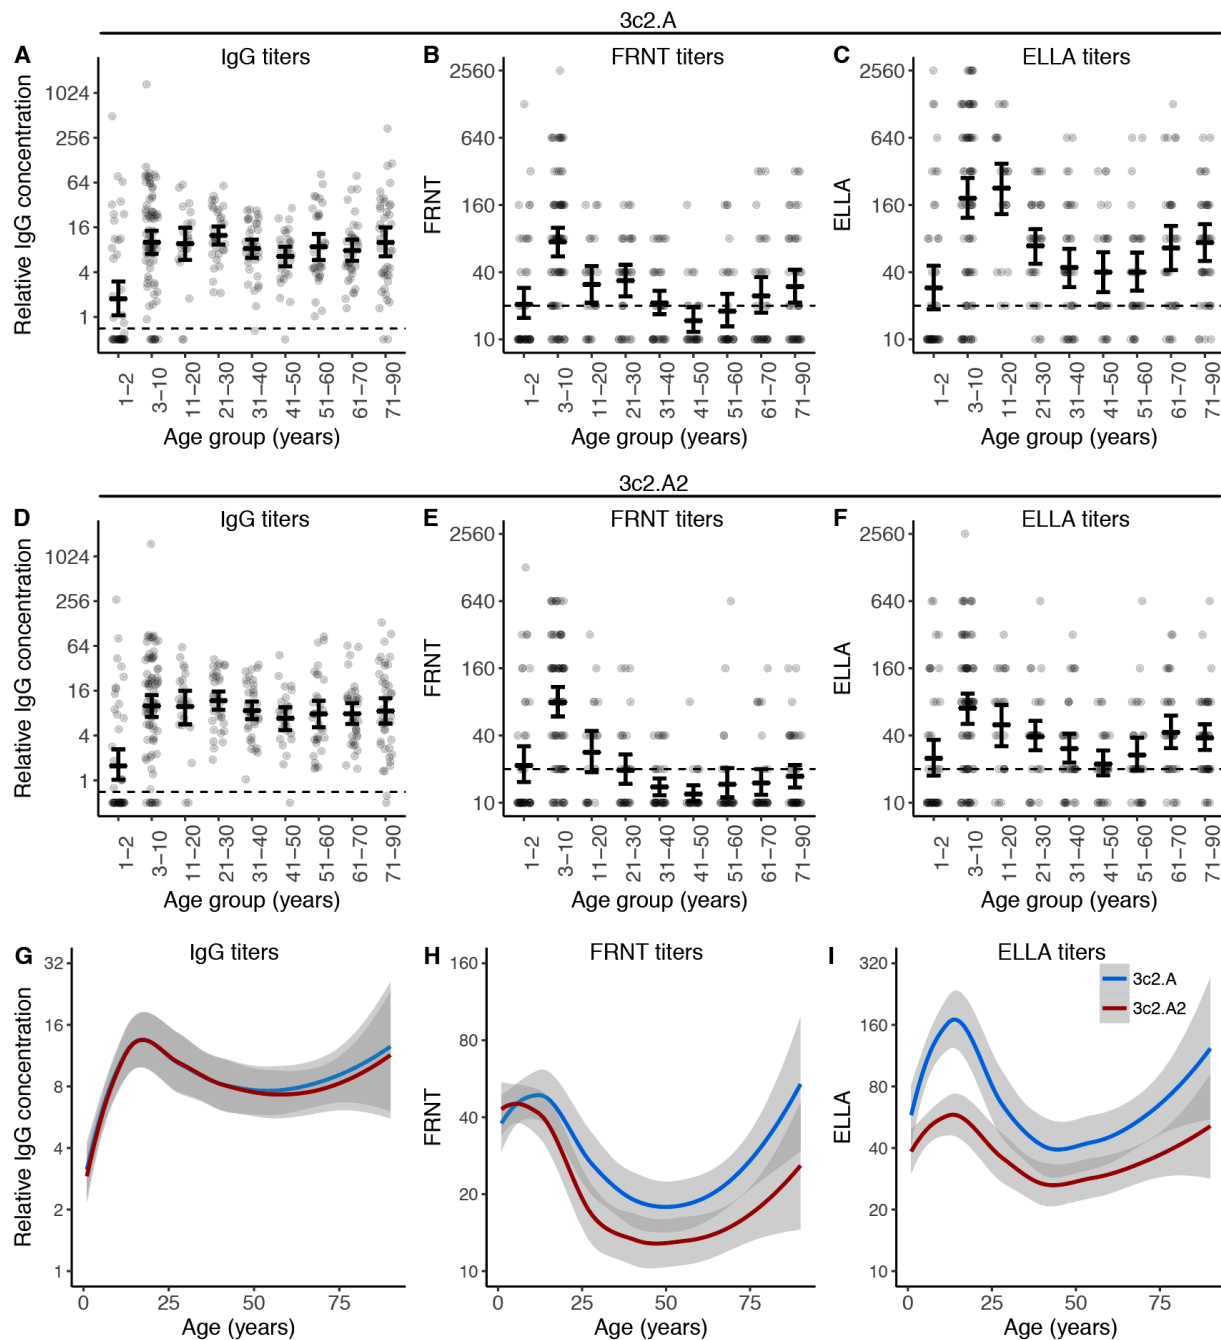 3c2.A
A IgG titers B FRNT titers C ELLA titers
Relative IgG concentration
1024
256
64
16
4
1
1–2 3–10 11–20 21–30 31–40 41–50 51–60 61–70 71–90
Age group (years)
FRNT
2560
640
160
40
10
1–2 3–10 11–20 21–30 31–40 41–50 51–60 61–70 71–90
Age group (years)
ELLA
2560
640
160
40
10
1–2 3–10 11–20 21–30 31–40 41–50 51–60 61–70 71–90
Age group (years)
3c2.A2
D IgG titers E FRNT titers F ELLA titers
Relative IgG concentration
1024
256
64
16
4
1
1–2 3–10 11–20 21–30 31–40 41–50 51–60 61–70 71–90
Age group (years)
FRNT
2560
640
160
40
10
1–2 3–10 11–20 21–30 31–40 41–50 51–60 61–70 71–90
Age group (years)
ELLA
2560
640
160
40
10
1–2 3–10 11–20 21–30 31–40 41–50 51–60 61–70 71–90
Age group (years)
G IgG titers H FRNT titers I ELLA titers
Relative IgG concentration
32
16
8
4
2
1
0 25 50 75
Age (years)
FRNT
160
80
40
20
10
0 25 50 75
Age (years)
ELLA
320
160
80
40
20
10
0 25 50 75
Age (years)
3c2.A
3c2.A2